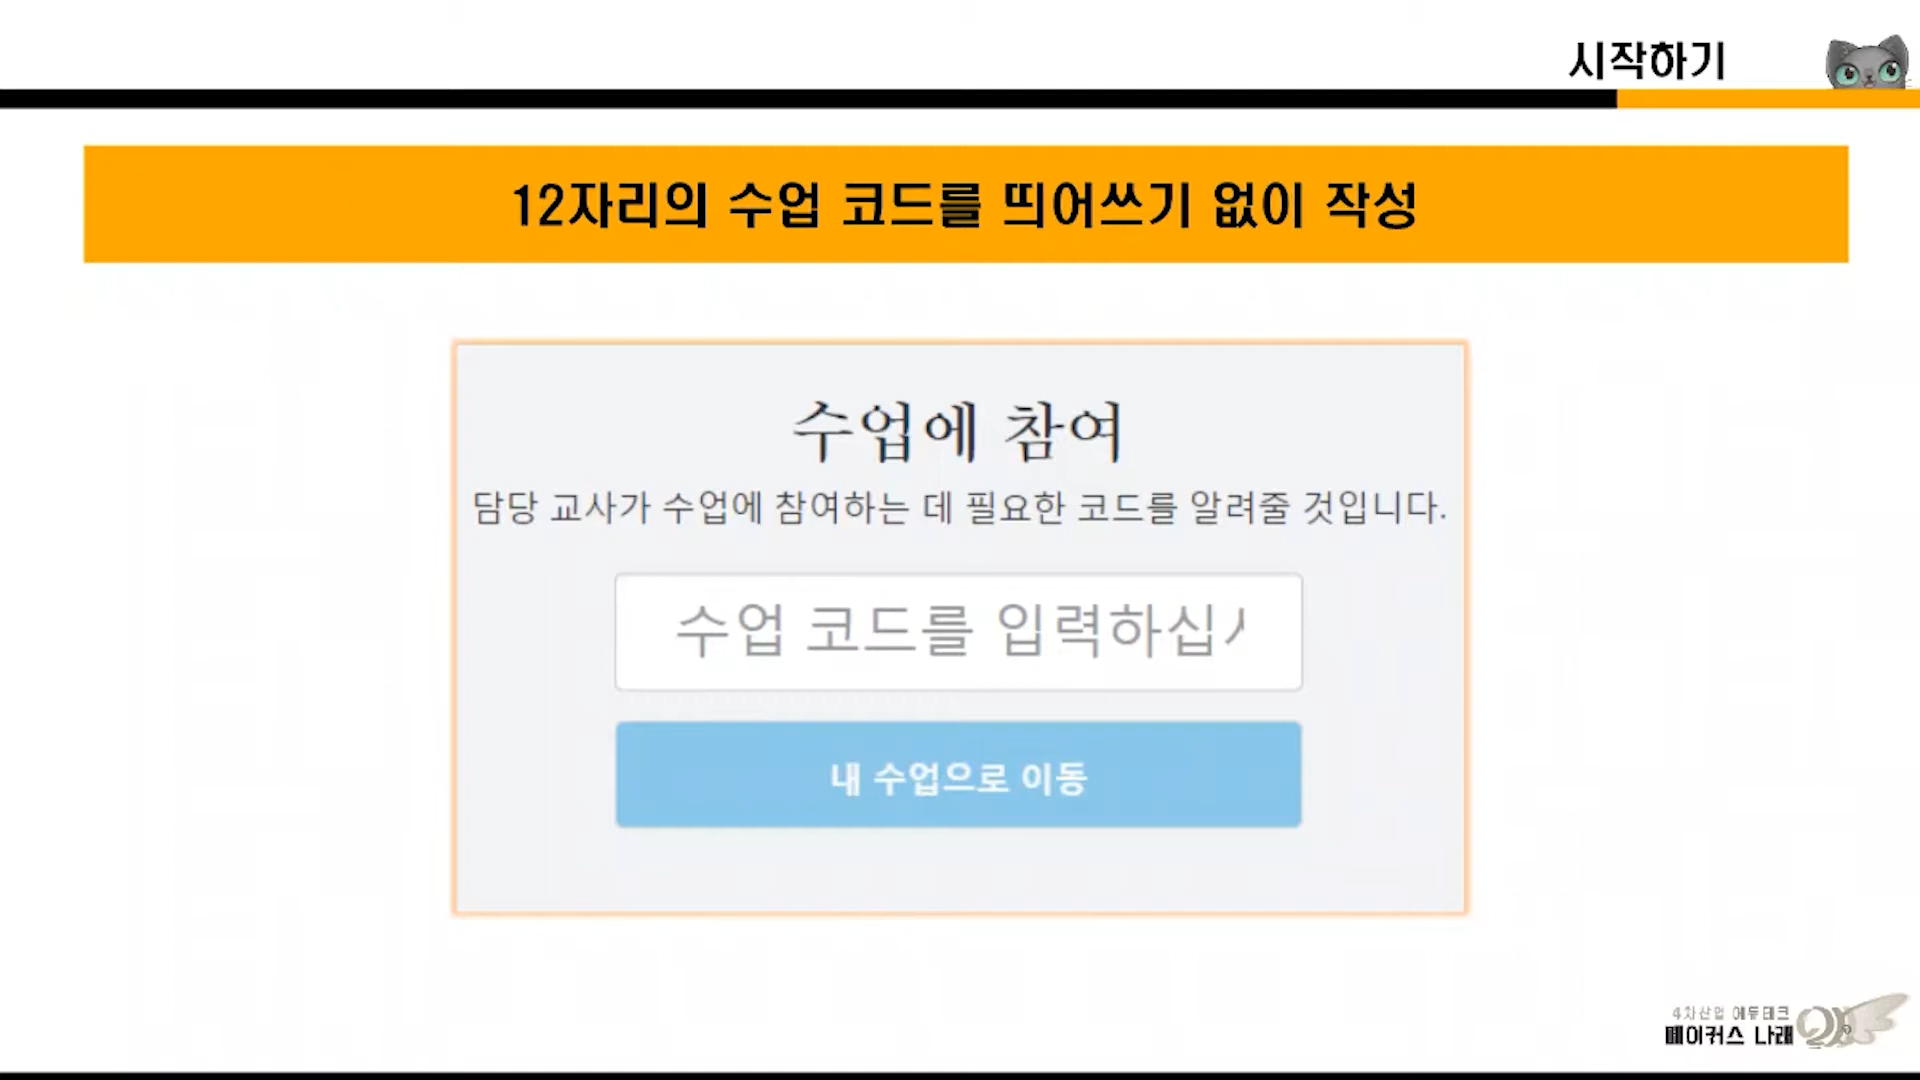 시작하기
12자리의 수업 코드를 띄어쓰기 없이 작성
수업에 참여
담당 교사가 수업에 참여하는 데 필요한 코드를 알려줄 것입니다.
수업 코드를 입력하십시
내 수업으로 이동
4차산업 에듀테크
메이커스 나래